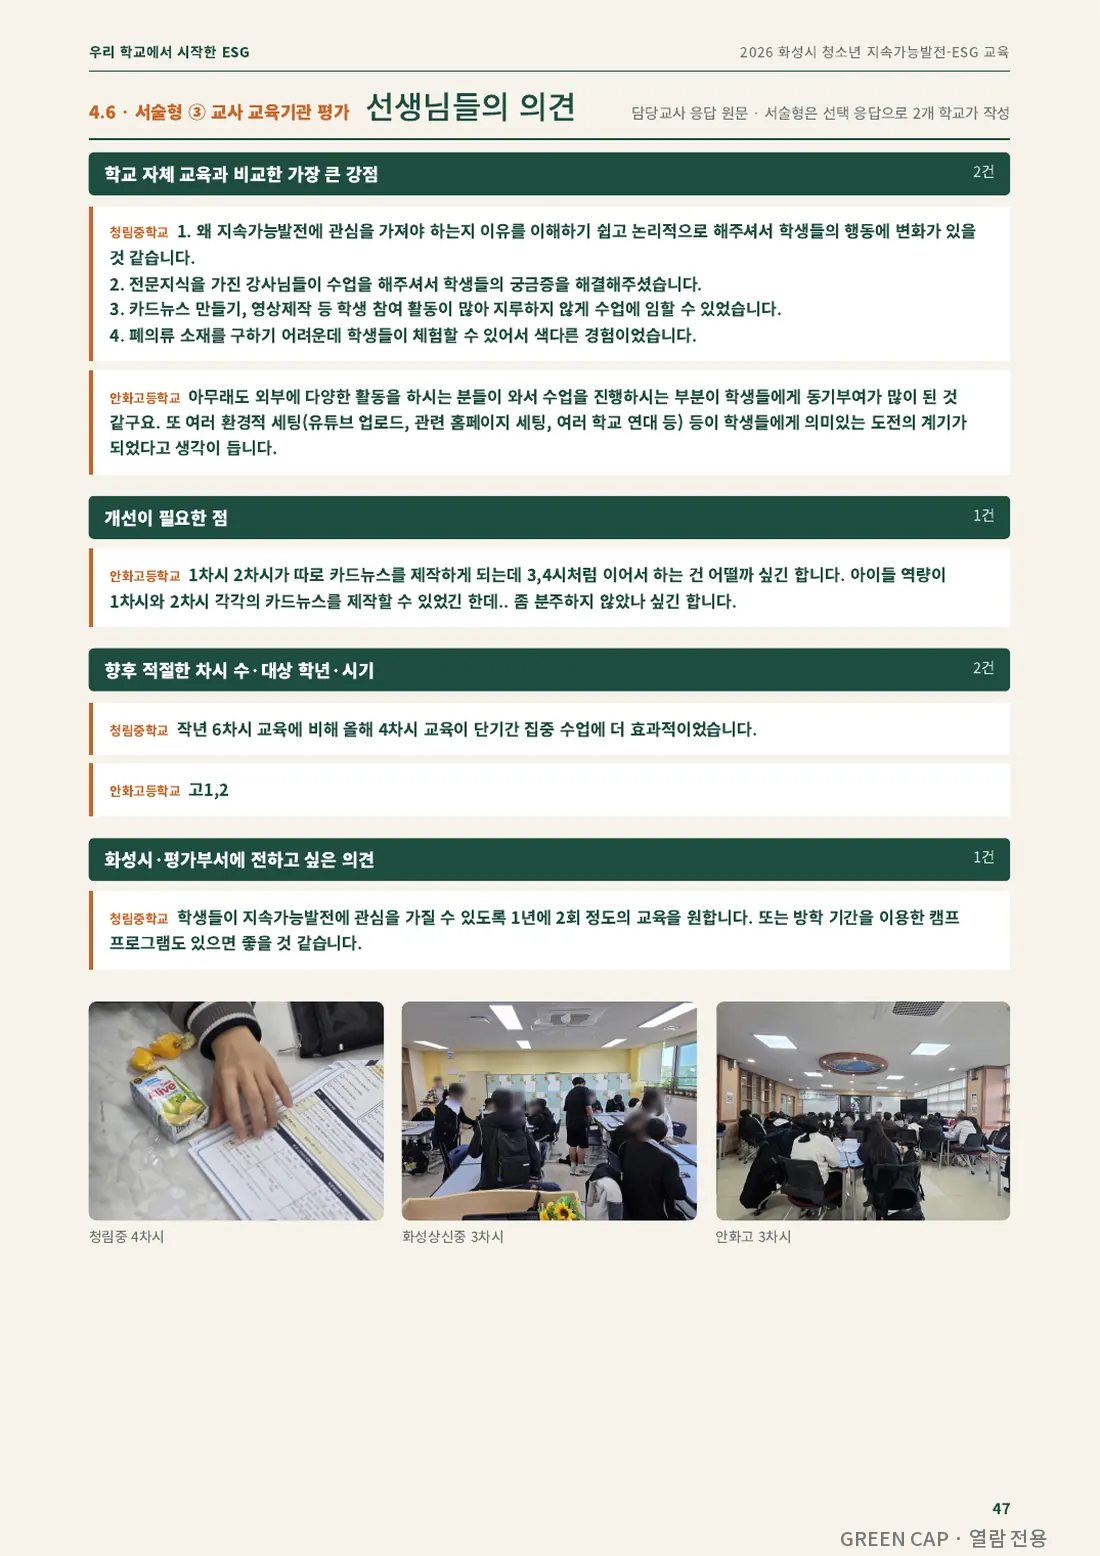 우리 학교에서 시작한 ESG
2026 화성시 청소년 지속가능발전-ESG 교육
4.6 · 서술형 ③ 교사 교육기관 평가 선생님들의 의견
담당교사 응답 원문 · 서술형은 선택 응답으로 2개 학교가 작성
학교 자체 교육과 비교한 가장 큰 강점 2건
청림중학교 1. 왜 지속가능발전에 관심을 가져야 하는지 이유를 이해하기 쉽고 논리적으로 해주셔서 학생들의 행동에 변화가 있을
것 같습니다.
2. 전문지식을 가진 강사님들이 수업을 해주셔서 학생들의 궁금증을 해결해주셨습니다.
3. 카드뉴스 만들기, 영상제작 등 학생 참여 활동이 많아 지루하지 않게 수업에 임할 수 있었습니다.
4. 폐의류 소재를 구하기 어려운데 학생들이 체험할 수 있어서 색다른 경험이었습니다.
안화고등학교 아무래도 외부에 다양한 활동을 하시는 분들이 와서 수업을 진행하시는 부분이 학생들에게 동기부여가 많이 된 것
같구요. 또 여러 환경적 세팅(유튜브 업로드, 관련 홈페이지 세팅, 여러 학교 연대 등) 등이 학생들에게 의미있는 도전의 계기가
되었다고 생각이 듭니다.
개선이 필요한 점 1건
안화고등학교 1차시 2차시가 따로 카드뉴스를 제작하게 되는데 3,4시처럼 이어서 하는 건 어떨까 싶긴 합니다. 아이들 역량이
1차시와 2차시 각각의 카드뉴스를 제작할 수 있었긴 한데.. 좀 분주하지 않았나 싶긴 합니다.
향후 적절한 차시 수·대상 학년·시기 2건
청림중학교 작년 6차시 교육에 비해 올해 4차시 교육이 단기간 집중 수업에 더 효과적이었습니다.
안화고등학교 고1,2
화성시·평가부서에 전하고 싶은 의견 1건
청림중학교 학생들이 지속가능발전에 관심을 가질 수 있도록 1년에 2회 정도의 교육을 원합니다. 또는 방학 기간을 이용한 캠프
프로그램도 있으면 좋을 것 같습니다.
Alive
청림중 4차시
화성상신중 3차시
안화고 3차시
47
GREEN CAP · 열람 전용